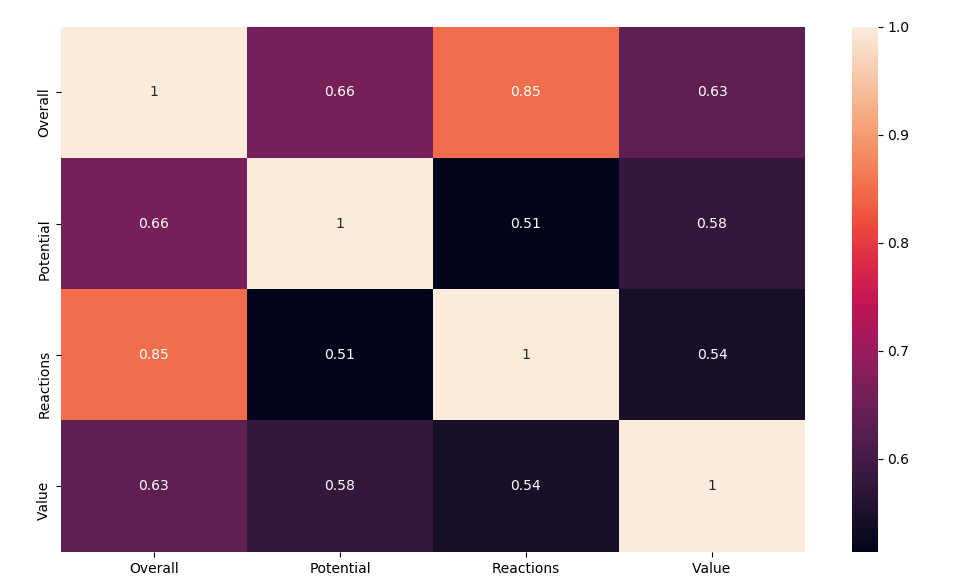 1.0
Overall 1 0.66 0.85 0.63
0.9
Potential 0.66 1 0.51 0.58
0.8
Reactions 0.85 0.51 1 0.54
0.7
Value 0.63 0.58 0.54 1
0.6
Overall Potential Reactions Value